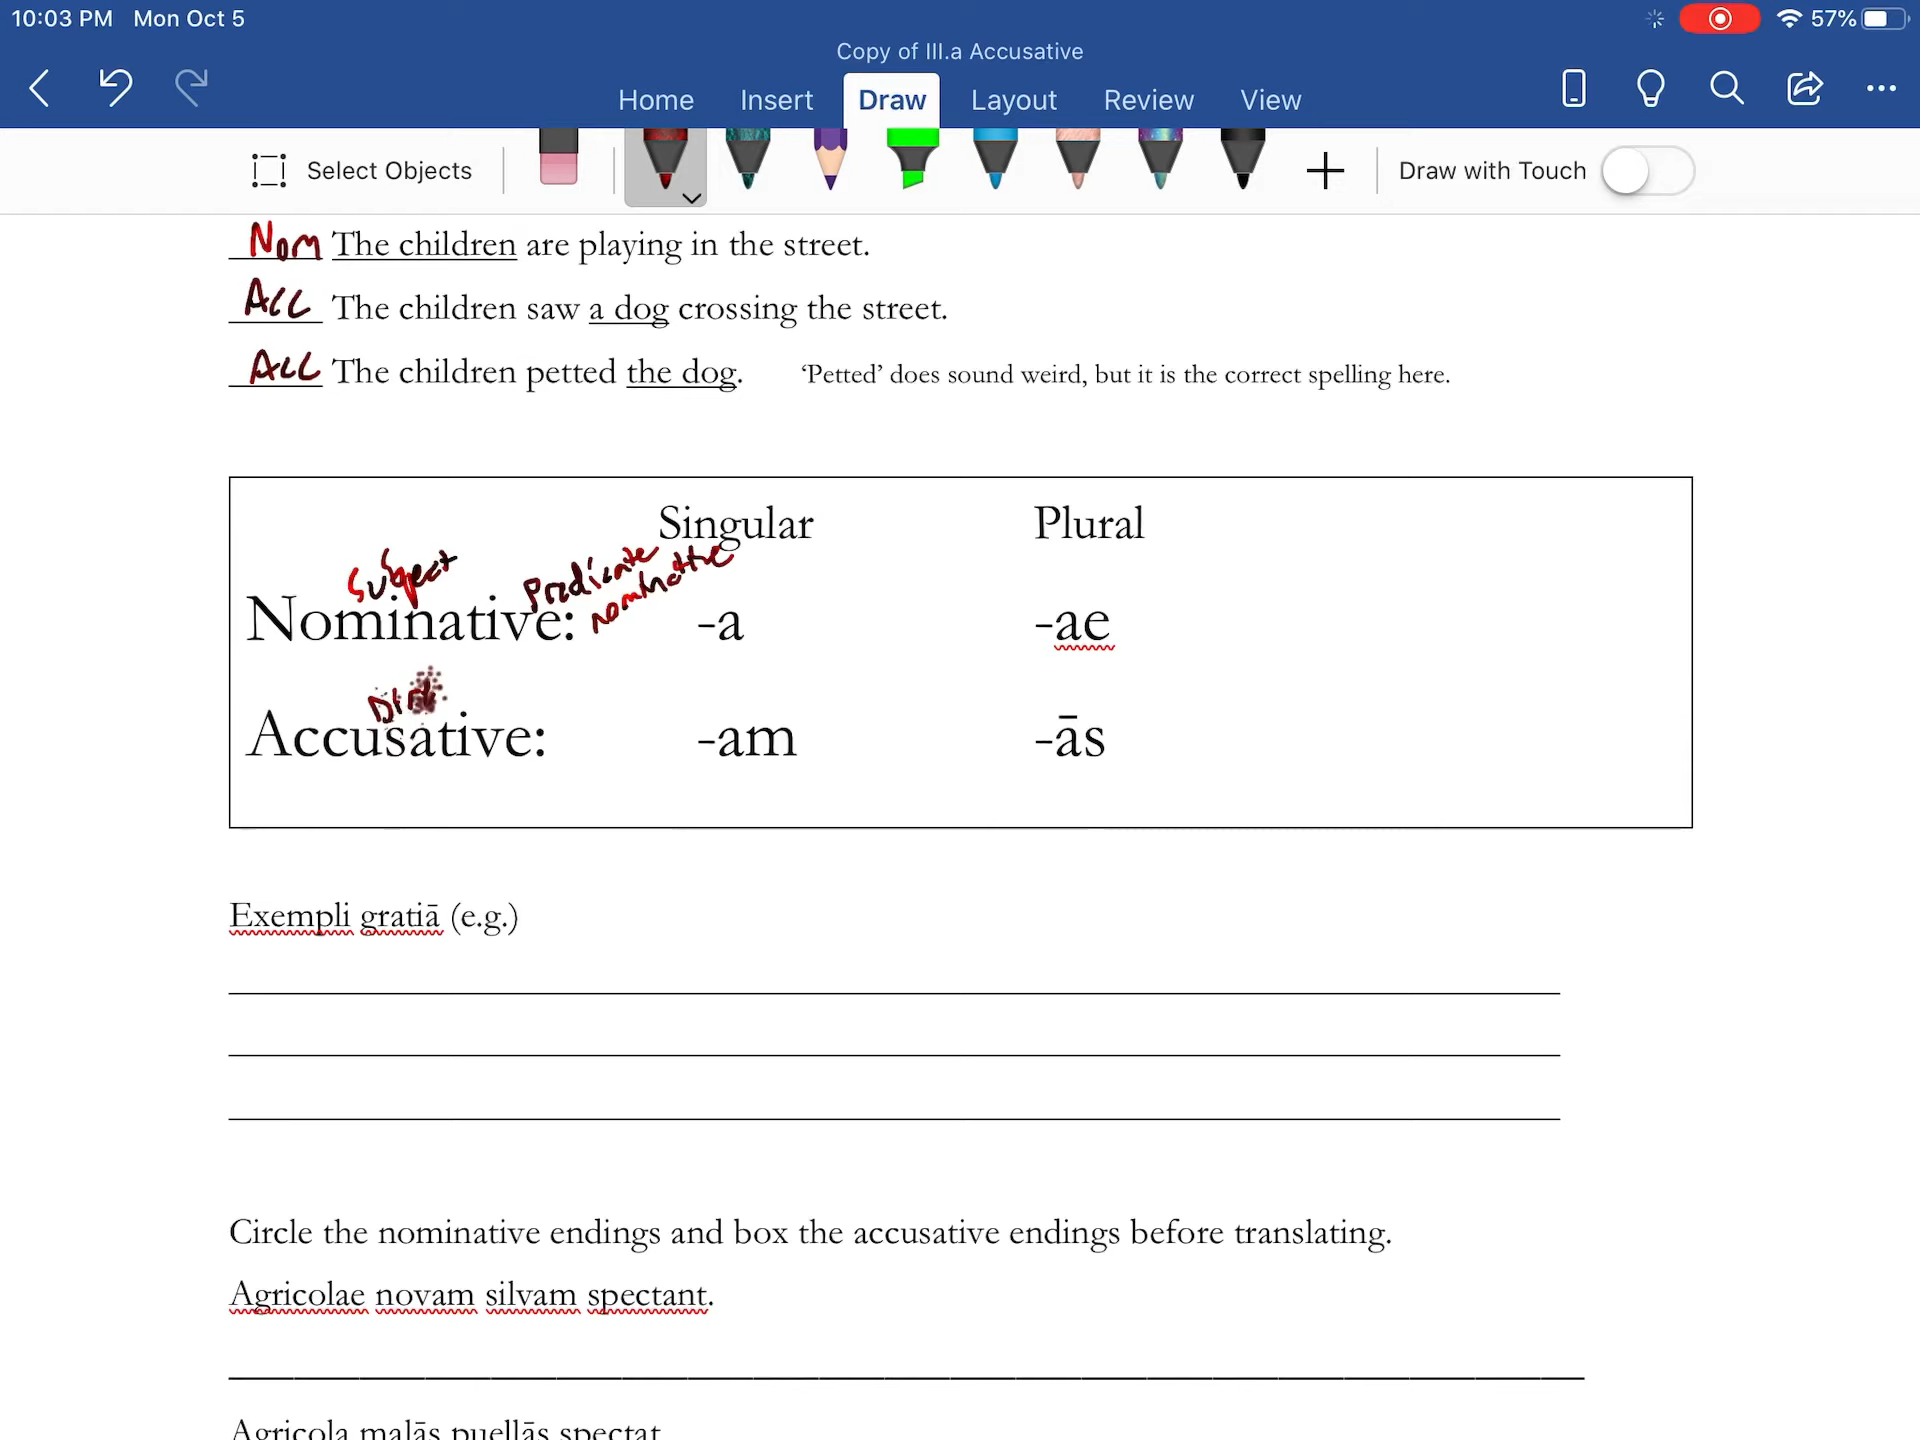 10:03 PM Mon Oct 5
57%
Copy of III.a Accusative
Home Insert Draw Layout Review View
Select Objects
Draw with Touch
Nom The children are playing in the street.
Acc The children saw a dog crossing the street.
Acc The children petted the dog. ‘Petted’ does sound weird, but it is the correct spelling here.
Singular Plural
Subject Predicate nominative
Nominative: -a -ae
Accusative: -am -ās
Exempli gratiā (e.g.)
Circle the nominative endings and box the accusative endings before translating.
Agricolae novam silvam spectant.
Agricola malās puellās spectat